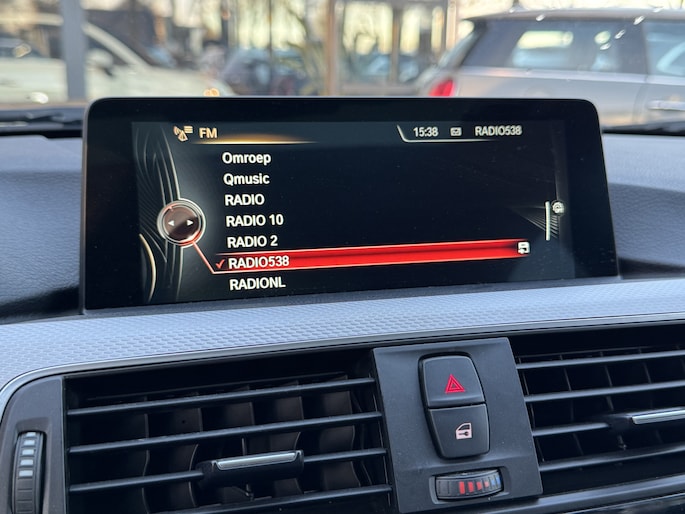 FM 15:38 RADIO538
Omroep
Qmusic
RADIO
RADIO 10
RADIO 2
RADIO538
RADIONL